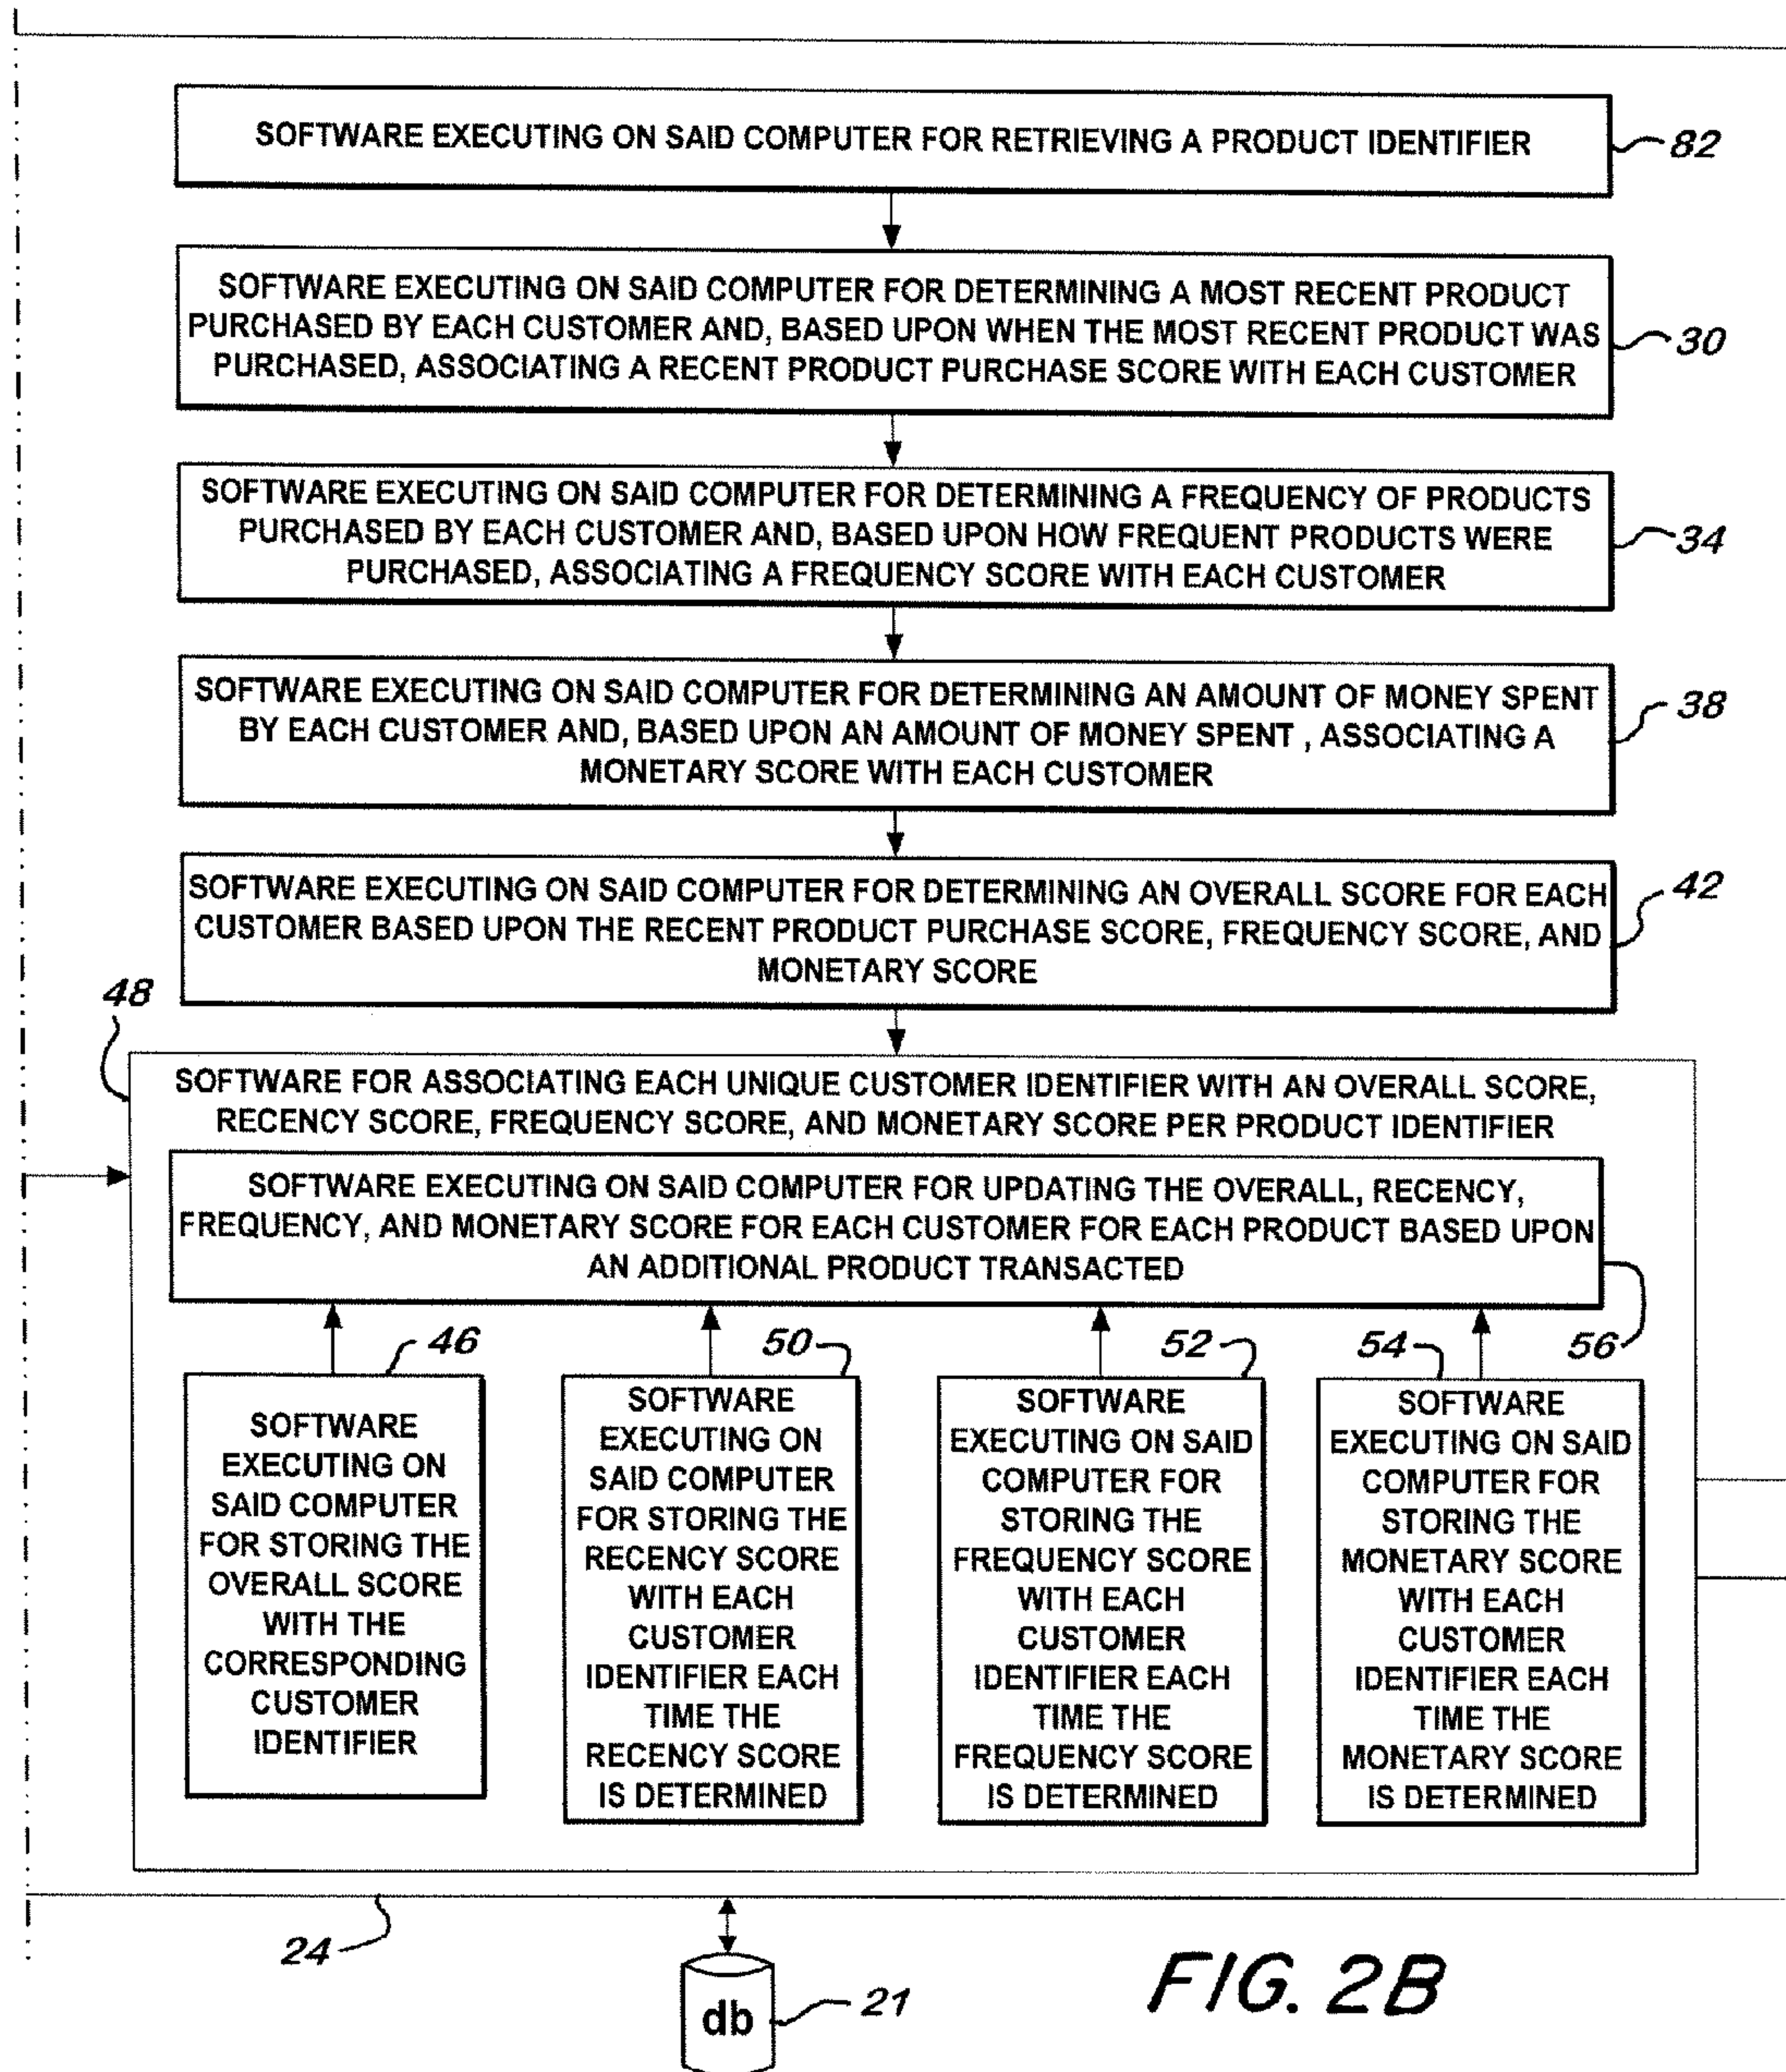 SOFTWARE EXECUTING ON SAID COMPUTER FOR RETRIEVING A PRODUCT IDENTIFIER
82
SOFTWARE EXECUTING ON SAID COMPUTER FOR DETERMINING A MOST RECENT PRODUCT
PURCHASED BY EACH CUSTOMER AND, BASED UPON WHEN THE MOST RECENT PRODUCT WAS
PURCHASED, ASSOCIATING A RECENT PRODUCT PURCHASE SCORE WITH EACH CUSTOMER
30
SOFTWARE EXECUTING ON SAID COMPUTER FOR DETERMINING A FREQUENCY OF PRODUCTS
PURCHASED BY EACH CUSTOMER AND, BASED UPON HOW FREQUENT PRODUCTS WERE
PURCHASED, ASSOCIATING A FREQUENCY SCORE WITH EACH CUSTOMER
34
SOFTWARE EXECUTING ON SAID COMPUTER FOR DETERMINING AN AMOUNT OF MONEY SPENT
BY EACH CUSTOMER AND, BASED UPON AN AMOUNT OF MONEY SPENT , ASSOCIATING A
MONETARY SCORE WITH EACH CUSTOMER
38
SOFTWARE EXECUTING ON SAID COMPUTER FOR DETERMINING AN OVERALL SCORE FOR EACH
CUSTOMER BASED UPON THE RECENT PRODUCT PURCHASE SCORE, FREQUENCY SCORE, AND
MONETARY SCORE
42
48
SOFTWARE FOR ASSOCIATING EACH UNIQUE CUSTOMER IDENTIFIER WITH AN OVERALL SCORE,
RECENCY SCORE, FREQUENCY SCORE, AND MONETARY SCORE PER PRODUCT IDENTIFIER
SOFTWARE EXECUTING ON SAID COMPUTER FOR UPDATING THE OVERALL, RECENCY,
FREQUENCY, AND MONETARY SCORE FOR EACH CUSTOMER FOR EACH PRODUCT BASED UPON
AN ADDITIONAL PRODUCT TRANSACTED
56
46
SOFTWARE
EXECUTING ON
SAID COMPUTER
FOR STORING THE
OVERALL SCORE
WITH THE
CORRESPONDING
CUSTOMER
IDENTIFIER
50
SOFTWARE
EXECUTING ON
SAID COMPUTER
FOR STORING THE
RECENCY SCORE
WITH EACH
CUSTOMER
IDENTIFIER EACH
TIME THE
RECENCY SCORE
IS DETERMINED
52
SOFTWARE
EXECUTING ON SAID
COMPUTER FOR
STORING THE
FREQUENCY SCORE
WITH EACH
CUSTOMER
IDENTIFIER EACH
TIME THE
FREQUENCY SCORE
IS DETERMINED
54
SOFTWARE
EXECUTING ON SAID
COMPUTER FOR
STORING THE
MONETARY SCORE
WITH EACH
CUSTOMER
IDENTIFIER EACH
TIME THE
MONETARY SCORE
IS DETERMINED
24
db
21
FIG. 2B